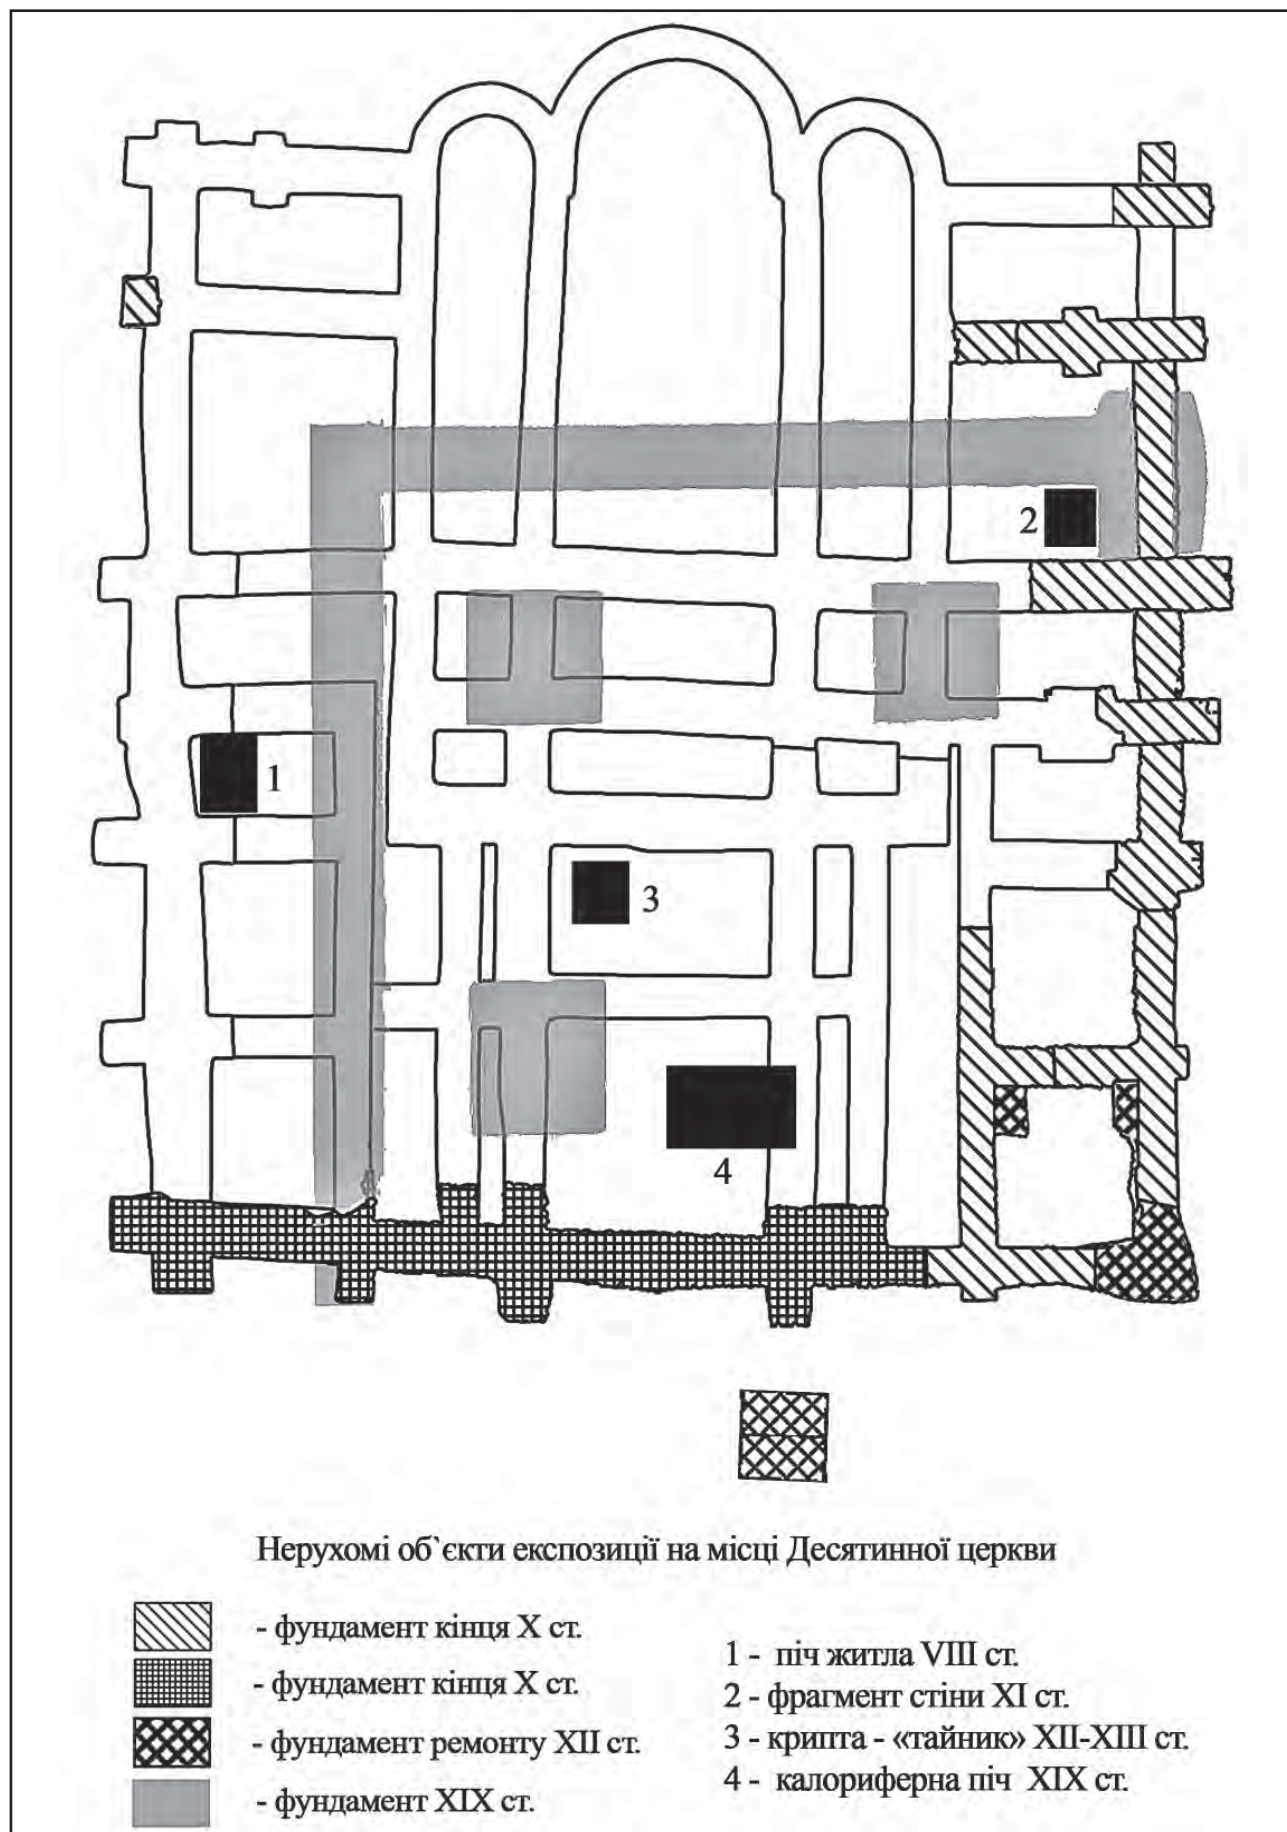 2
1
3
4
Нерухомі об`єкти експозиції на місці Десятинної церкви
- фундамент кінця X ст.
- фундамент кінця X ст.
- фундамент ремонту XII ст.
- фундамент XIX ст.
1 - піч житла VIII ст.
2 - фрагмент стіни XI ст.
3 - крипта - «тайник» XII-XIII ст.
4 - калориферна піч XIX ст.